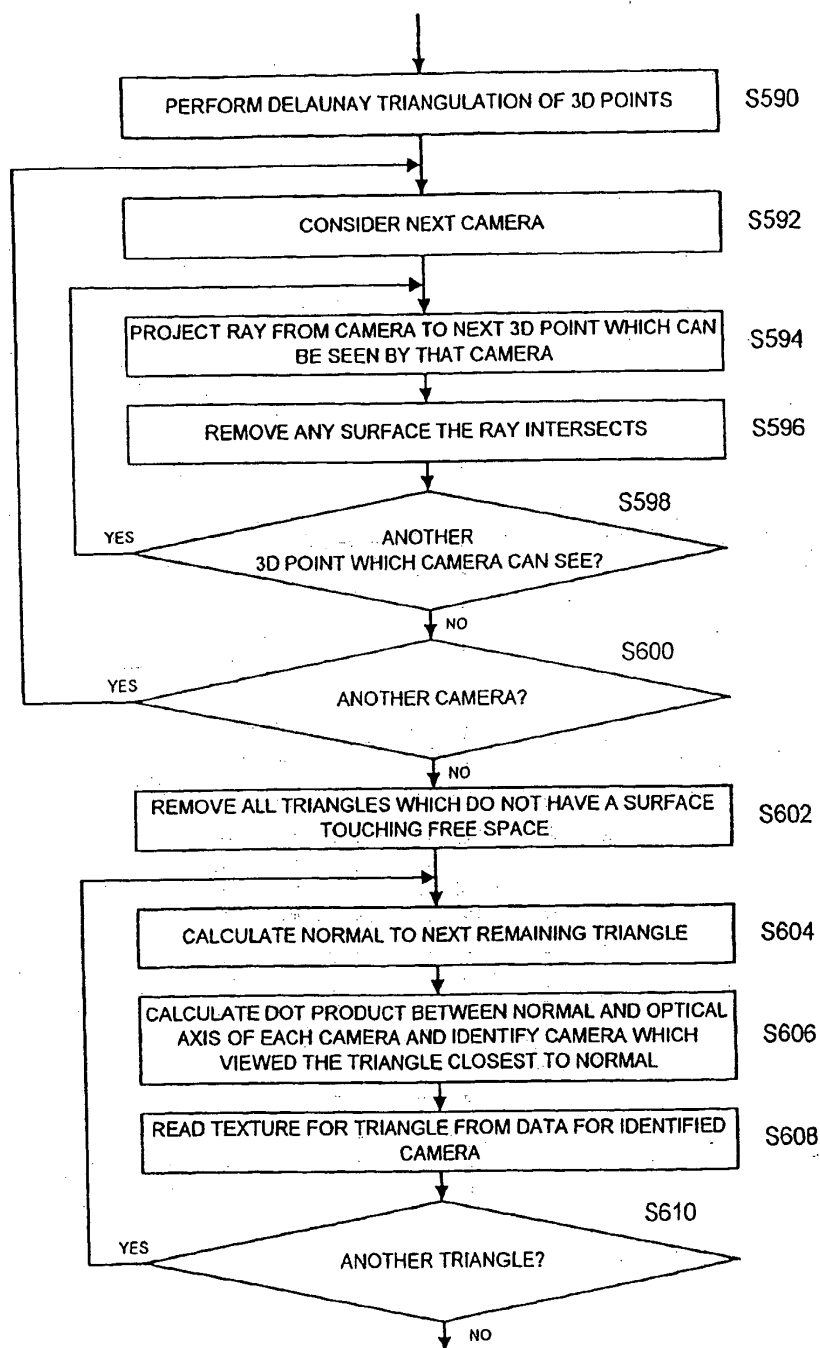 PERFORM DELAUNAY TRIANGULATION OF 3D POINTS
S590
CONSIDER NEXT CAMERA
S592
PROJECT RAY FROM CAMERA TO NEXT 3D POINT WHICH CAN
BE SEEN BY THAT CAMERA
S594
REMOVE ANY SURFACE THE RAY INTERSECTS
S596
S598
YES
ANOTHER
3D POINT WHICH CAMERA CAN SEE?
NO
S600
YES
ANOTHER CAMERA?
NO
REMOVE ALL TRIANGLES WHICH DO NOT HAVE A SURFACE
TOUCHING FREE SPACE
S602
CALCULATE NORMAL TO NEXT REMAINING TRIANGLE
S604
CALCULATE DOT PRODUCT BETWEEN NORMAL AND OPTICAL
AXIS OF EACH CAMERA AND IDENTIFY CAMERA WHICH
VIEWED THE TRIANGLE CLOSEST TO NORMAL
S606
READ TEXTURE FOR TRIANGLE FROM DATA FOR IDENTIFIED
CAMERA
S608
S610
YES
ANOTHER TRIANGLE?
NO